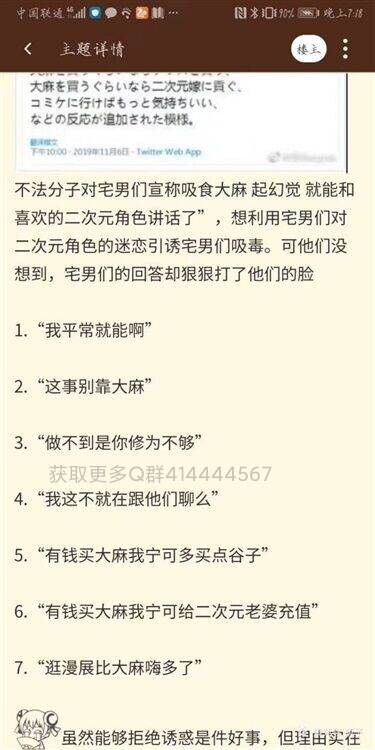 中国联通
90% 晚上7:18
主题详情
楼主
大麻を買うぐらいなら二次元嫁に貢ぐ、
コミケに行けばもっと気持ちいい、
などの反応が追加された模様。
翻译推文
下午10:00 · 2019年11月6日 · Twitter Web App
不法分子对宅男们宣称吸食大麻 起幻觉 就能和
喜欢的二次元角色讲话了”，想利用宅男们对
二次元角色的迷恋引诱宅男们吸毒。可他们没
想到，宅男们的回答却狠狠打了他们的脸
1.“我平常就能啊”
2.“这事别靠大麻”
3.“做不到是你修为不够”
获取更多Q群414444567
4.“我这不就在跟他们聊么”
5.“有钱买大麻我宁可多买点谷子”
6.“有钱买大麻我宁可给二次元老婆充值”
7.“逛漫展比大麻嗨多了”
虽然能够拒绝诱惑是件好事，但理由实在